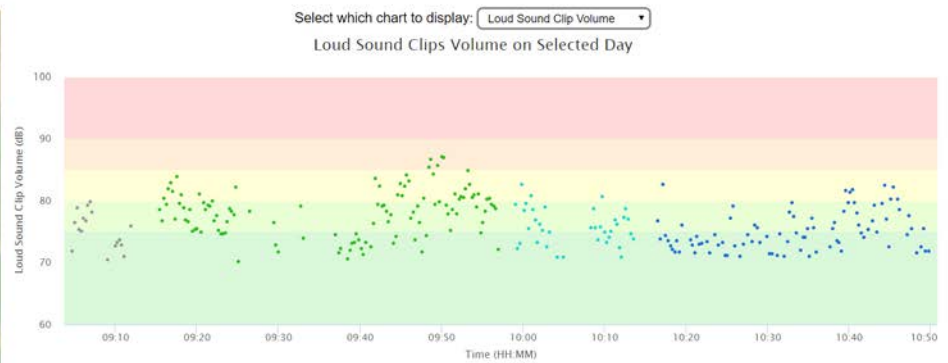 Select which chart to display: Loud Sound Clip Volume
Loud Sound Clips Volume on Selected Day
100
90
80
70
60
Loud Sound Clip Volume (dB)
09:10 09:20 09:30 09:40 09:50 10:00 10:10 10:20 10:30 10:40 10:50
Time (HH:MM)